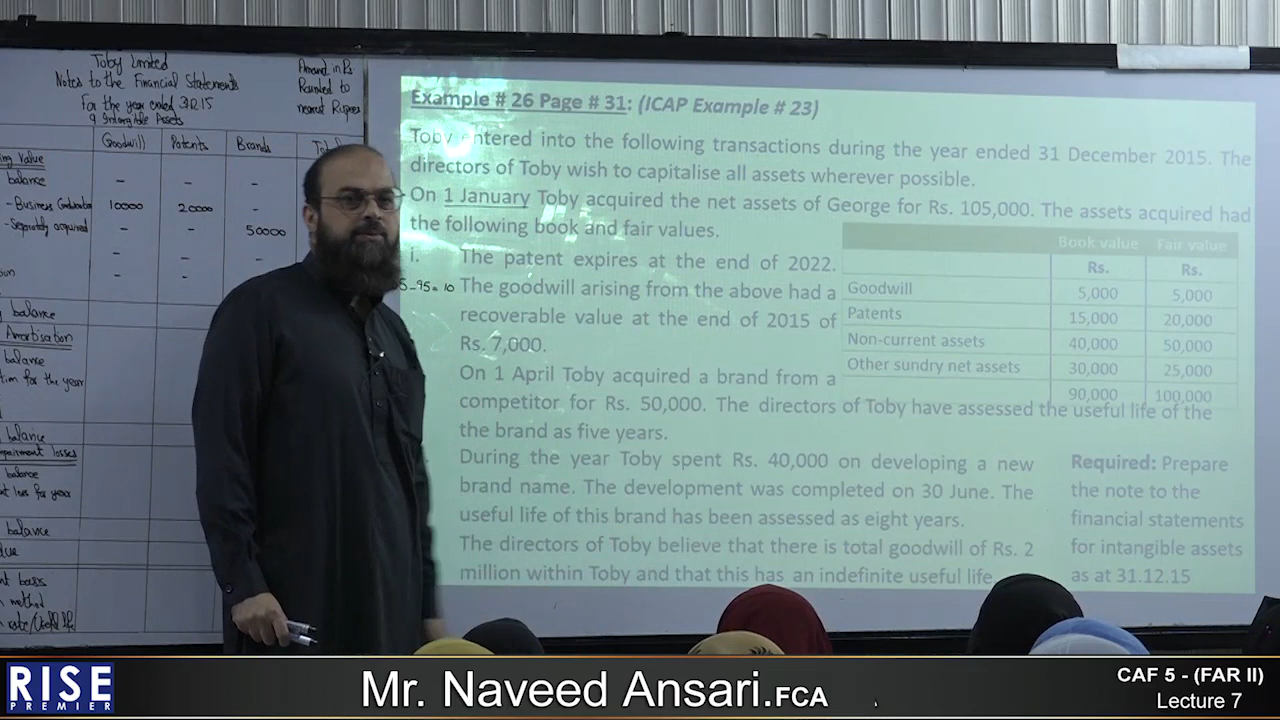 Toby Limited
Notes to the Financial Statements
For the year ended 31.12.15
Intangible Assets
Amount in Rs
Rounded to
nearest Rupees
Goodwill Patents Brands
balance - - -
- Business Combination 10000 20000 -
- Separately acquired - - 50000
- - -
- -
balance
Amortisation
balance
for the year
balance
impairment losses
balance
loss for year
balance
basis
method
rate/Useful life
Example # 26 Page # 31: (ICAP Example # 23)
Toby entered into the following transactions during the year ended 31 December 2015. The
directors of Toby wish to capitalise all assets wherever possible.
On 1 January Toby acquired the net assets of George for Rs. 105,000. The assets acquired had
the following book and fair values.
i. The patent expires at the end of 2022.
5-95= 10 The goodwill arising from the above had a
recoverable value at the end of 2015 of
Rs. 7,000.
Book value Fair value
Rs. Rs.
Goodwill 5,000 5,000
Patents 15,000 20,000
Non-current assets 40,000 50,000
Other sundry net assets 30,000 25,000
90,000 100,000
On 1 April Toby acquired a brand from a
competitor for Rs. 50,000. The directors of Toby have assessed the useful life of the
the brand as five years.
During the year Toby spent Rs. 40,000 on developing a new
brand name. The development was completed on 30 June. The
useful life of this brand has been assessed as eight years.
The directors of Toby believe that there is total goodwill of Rs. 2
million within Toby and that this has an indefinite useful life
Required: Prepare
the note to the
financial statements
for intangible assets
as at 31.12.15
RISE
PREMIER
Mr. Naveed Ansari.FCA
CAF 5 - (FAR II)
Lecture 7